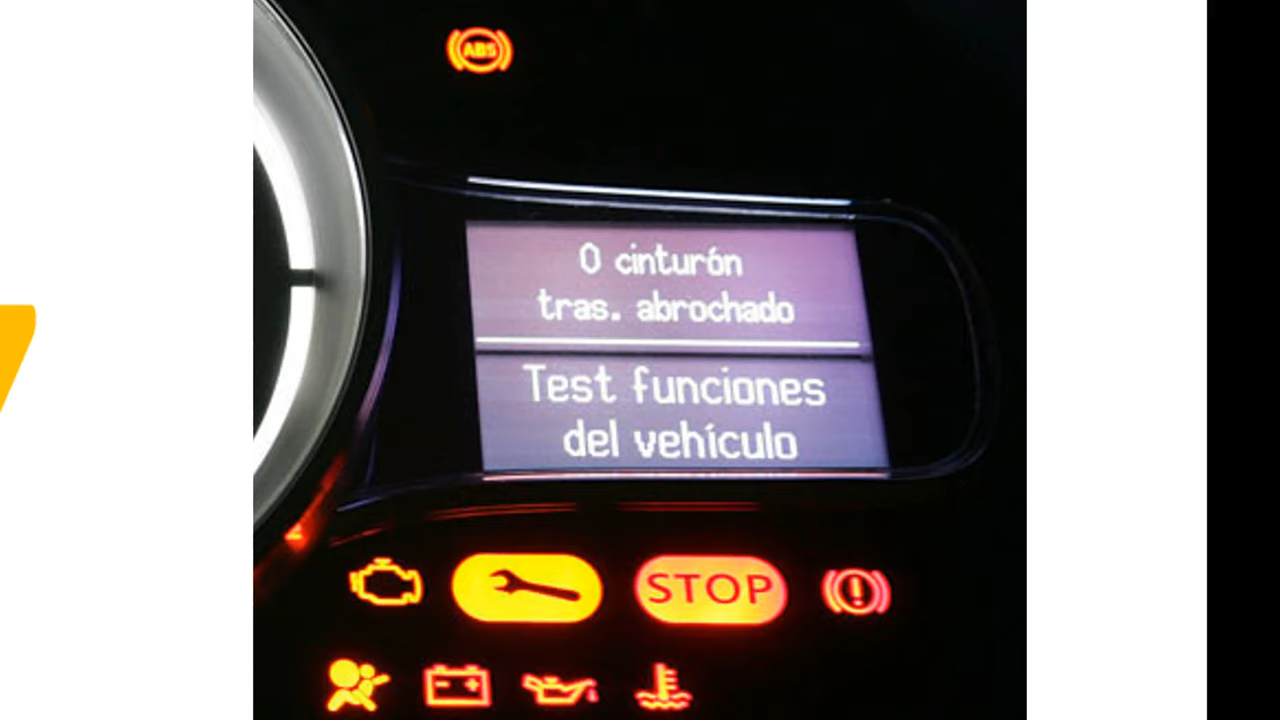 ABS
0 cinturón
tras. abrochado
Test funciones
del vehículo
STOP